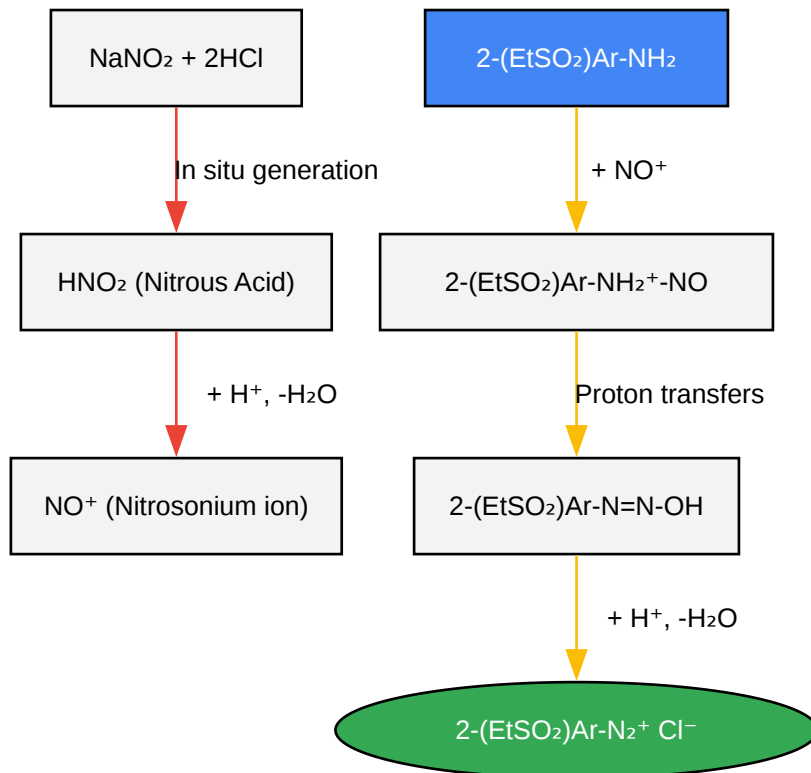 NaNO₂ + 2HCl
2-(EtSO₂)Ar-NH₂
In situ generation
+ NO⁺
HNO₂ (Nitrous Acid)
2-(EtSO₂)Ar-NH₂⁺-NO
+ H⁺, -H₂O
Proton transfers
NO⁺ (Nitrosonium ion)
2-(EtSO₂)Ar-N=N-OH
+ H⁺, -H₂O
2-(EtSO₂)Ar-N₂⁺ Cl⁻